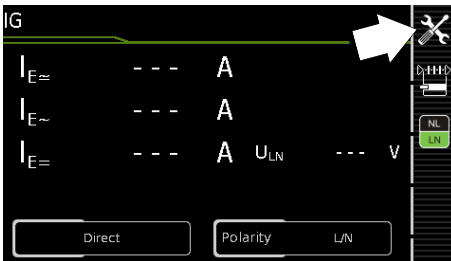 IG
IE≃ --- A
IE~ --- A
IE= --- A ULN --- V
NL
LN
Direct Polarity L/N